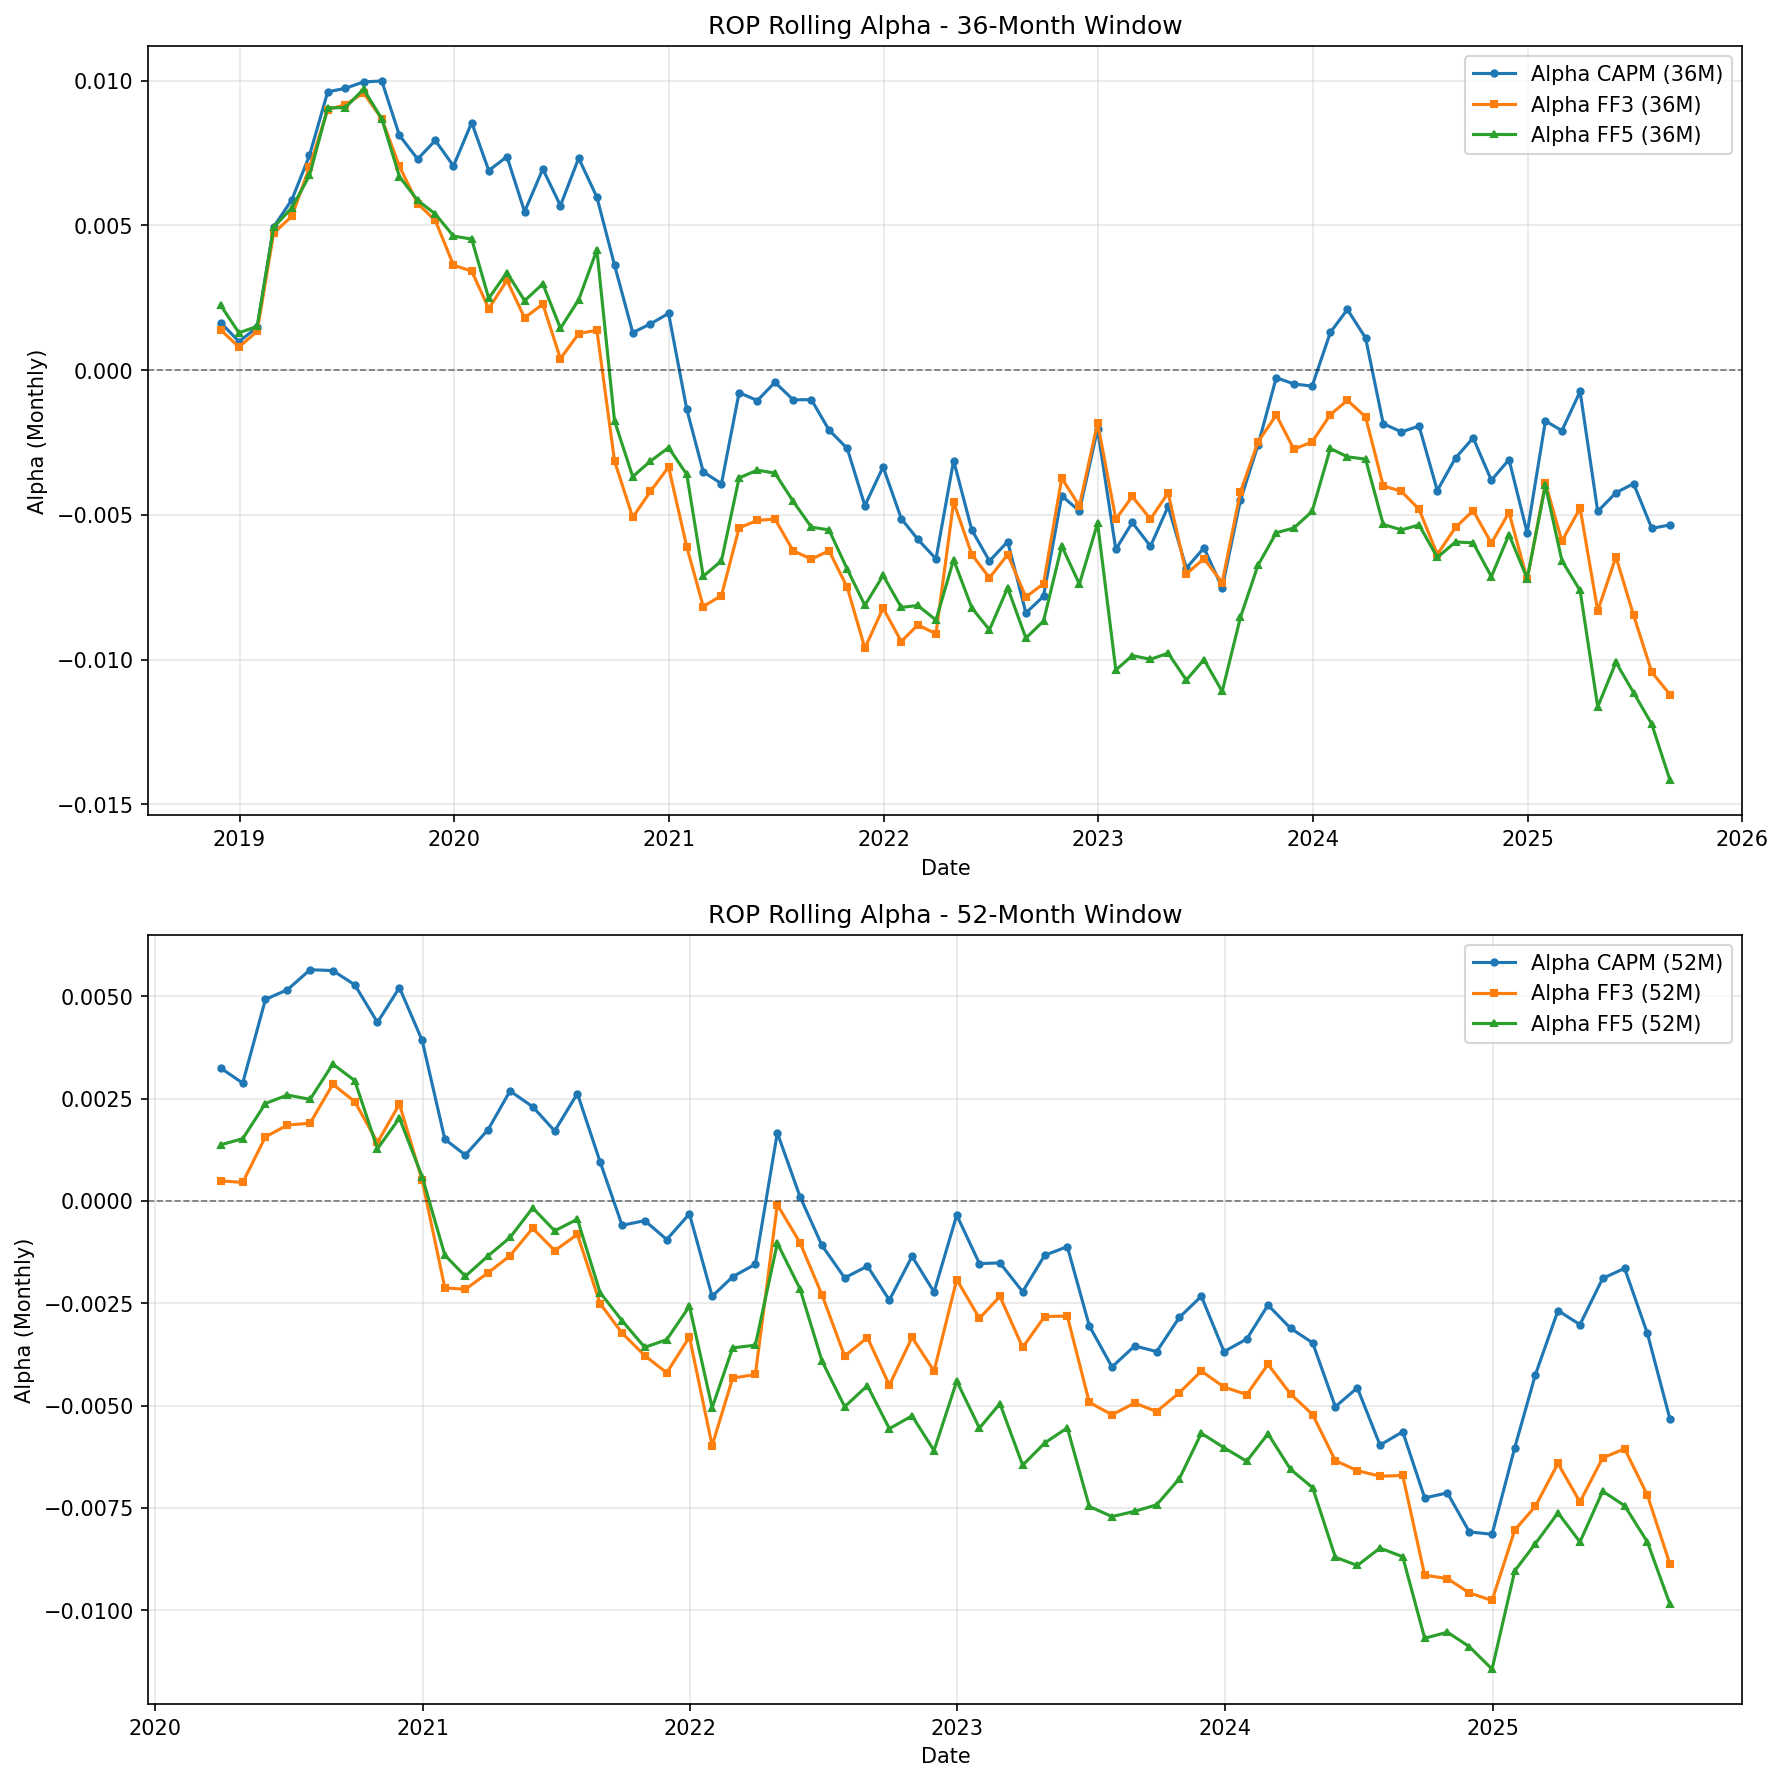 ROP Rolling Alpha - 36-Month Window
Alpha CAPM (36M)
Alpha FF3 (36M)
Alpha FF5 (36M)
0.010
0.005
0.000
−0.005
−0.010
−0.015
Alpha (Monthly)
2019 2020 2021 2022 2023 2024 2025 2026
Date
ROP Rolling Alpha - 52-Month Window
Alpha CAPM (52M)
Alpha FF3 (52M)
Alpha FF5 (52M)
0.0050
0.0025
0.0000
−0.0025
−0.0050
−0.0075
−0.0100
Alpha (Monthly)
2020 2021 2022 2023 2024 2025
Date